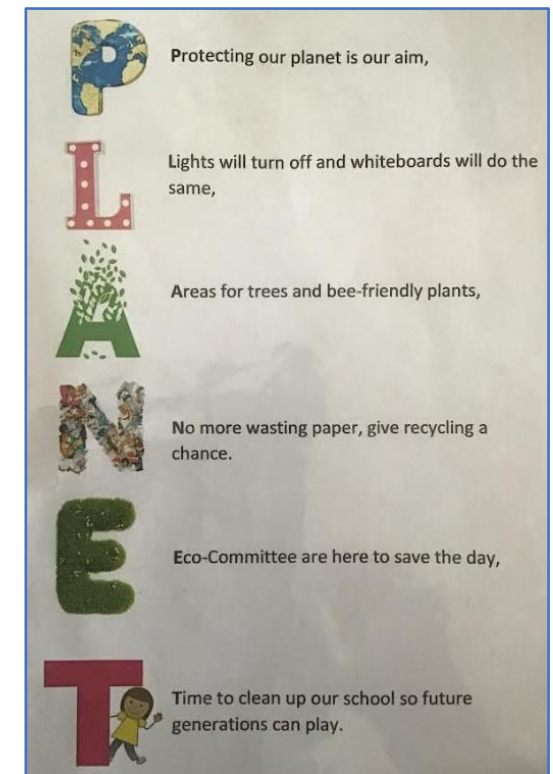 P
Protecting our planet is our aim,
L
Lights will turn off and whiteboards will do the
same,
A
Areas for trees and bee-friendly plants,
N
No more wasting paper, give recycling a
chance.
E
Eco-Committee are here to save the day,
T
Time to clean up our school so future
generations can play.